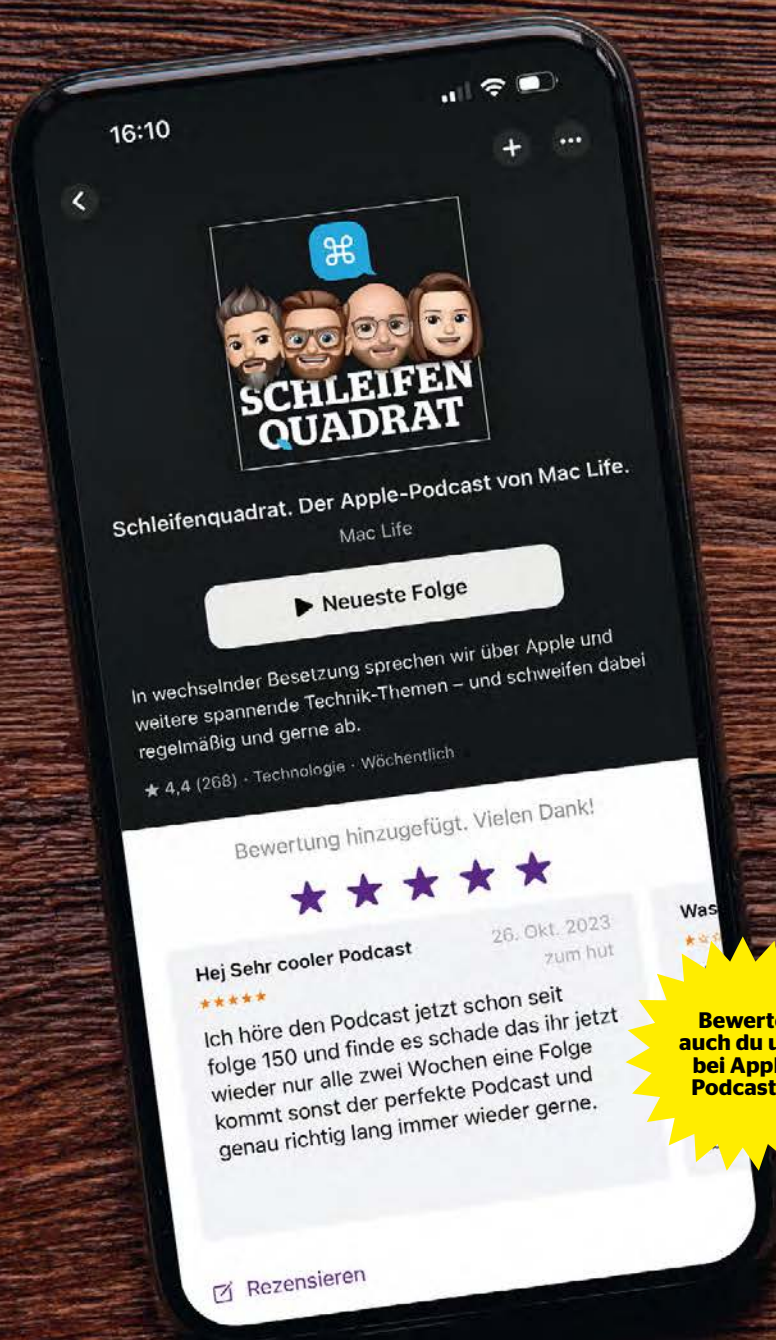 16:10
SCHLEIFEN
QUADRAT
Schleifenquadrat. Der Apple-Podcast von Mac Life.
Mac Life
Neueste Folge
In wechselnder Besetzung sprechen wir über Apple und
weitere spannende Technik-Themen – und schweifen dabei
regelmäßig und gerne ab.
★ 4,4 (268) · Technologie · Wöchentlich
Bewertung hinzugefügt. Vielen Dank!
Hej Sehr cooler Podcast
26. Okt. 2023
zum hut
Ich höre den Podcast jetzt schon seit
folge 150 und finde es schade das ihr jetzt
wieder nur alle zwei Wochen eine Folge
kommt sonst der perfekte Podcast und
genau richtig lang immer wieder gerne.
Was
Rezensieren
auch du
bei